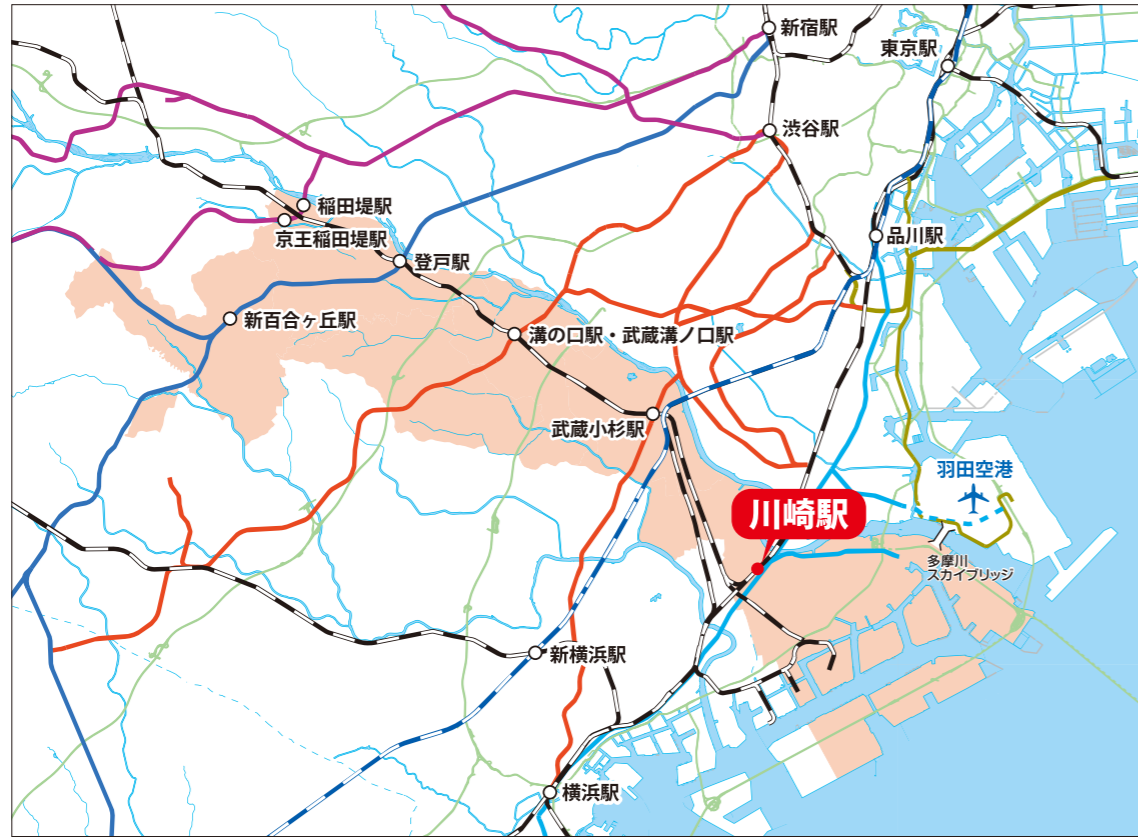 新宿駅
東京駅
渋谷駅
稲田堤駅
京王稲田堤駅
品川駅
登戸駅
新百合ヶ丘駅
溝の口駅・武蔵溝ノ口駅
武蔵小杉駅
羽田空港
川崎駅
多摩川
スカイブリッジ
新横浜駅
横浜駅